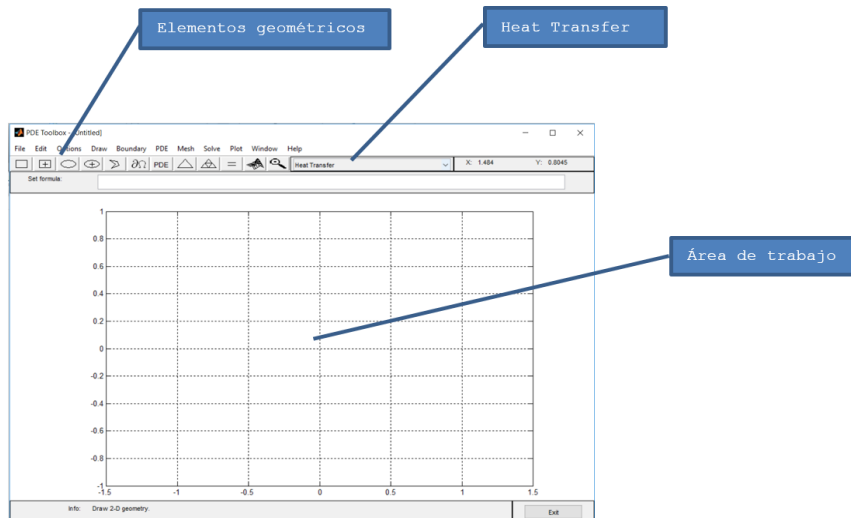 Elementos geométricos
Heat Transfer
PDE Toolbox - [Untitled]
File Edit Options Draw Boundary PDE Mesh Solve Plot Window Help
∂Ω PDE = Heat Transfer X: 1.484 Y: 0.8045
Set formula:
Área de trabajo
1
0.8
0.6
0.4
0.2
0
-0.2
-0.4
-0.6
-0.8
-1
-1.5 -1 -0.5 0 0.5 1 1.5
Info: Draw 2-D geometry. Exit